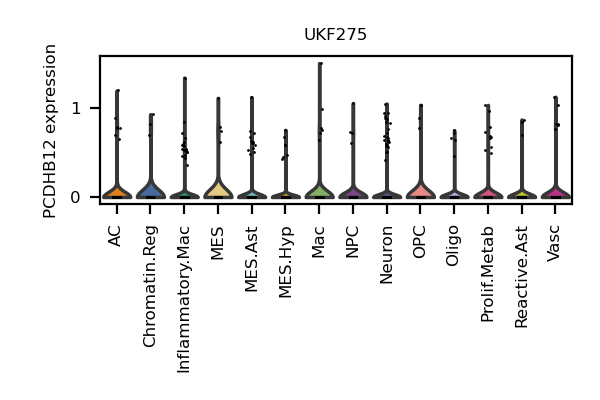 UKF275
PCDHB12 expression
1
0
AC
Chromatin.Reg
Inflammatory.Mac
MES
MES.Ast
MES.Hyp
Mac
NPC
Neuron
OPC
Oligo
Prolif.Metab
Reactive.Ast
Vasc